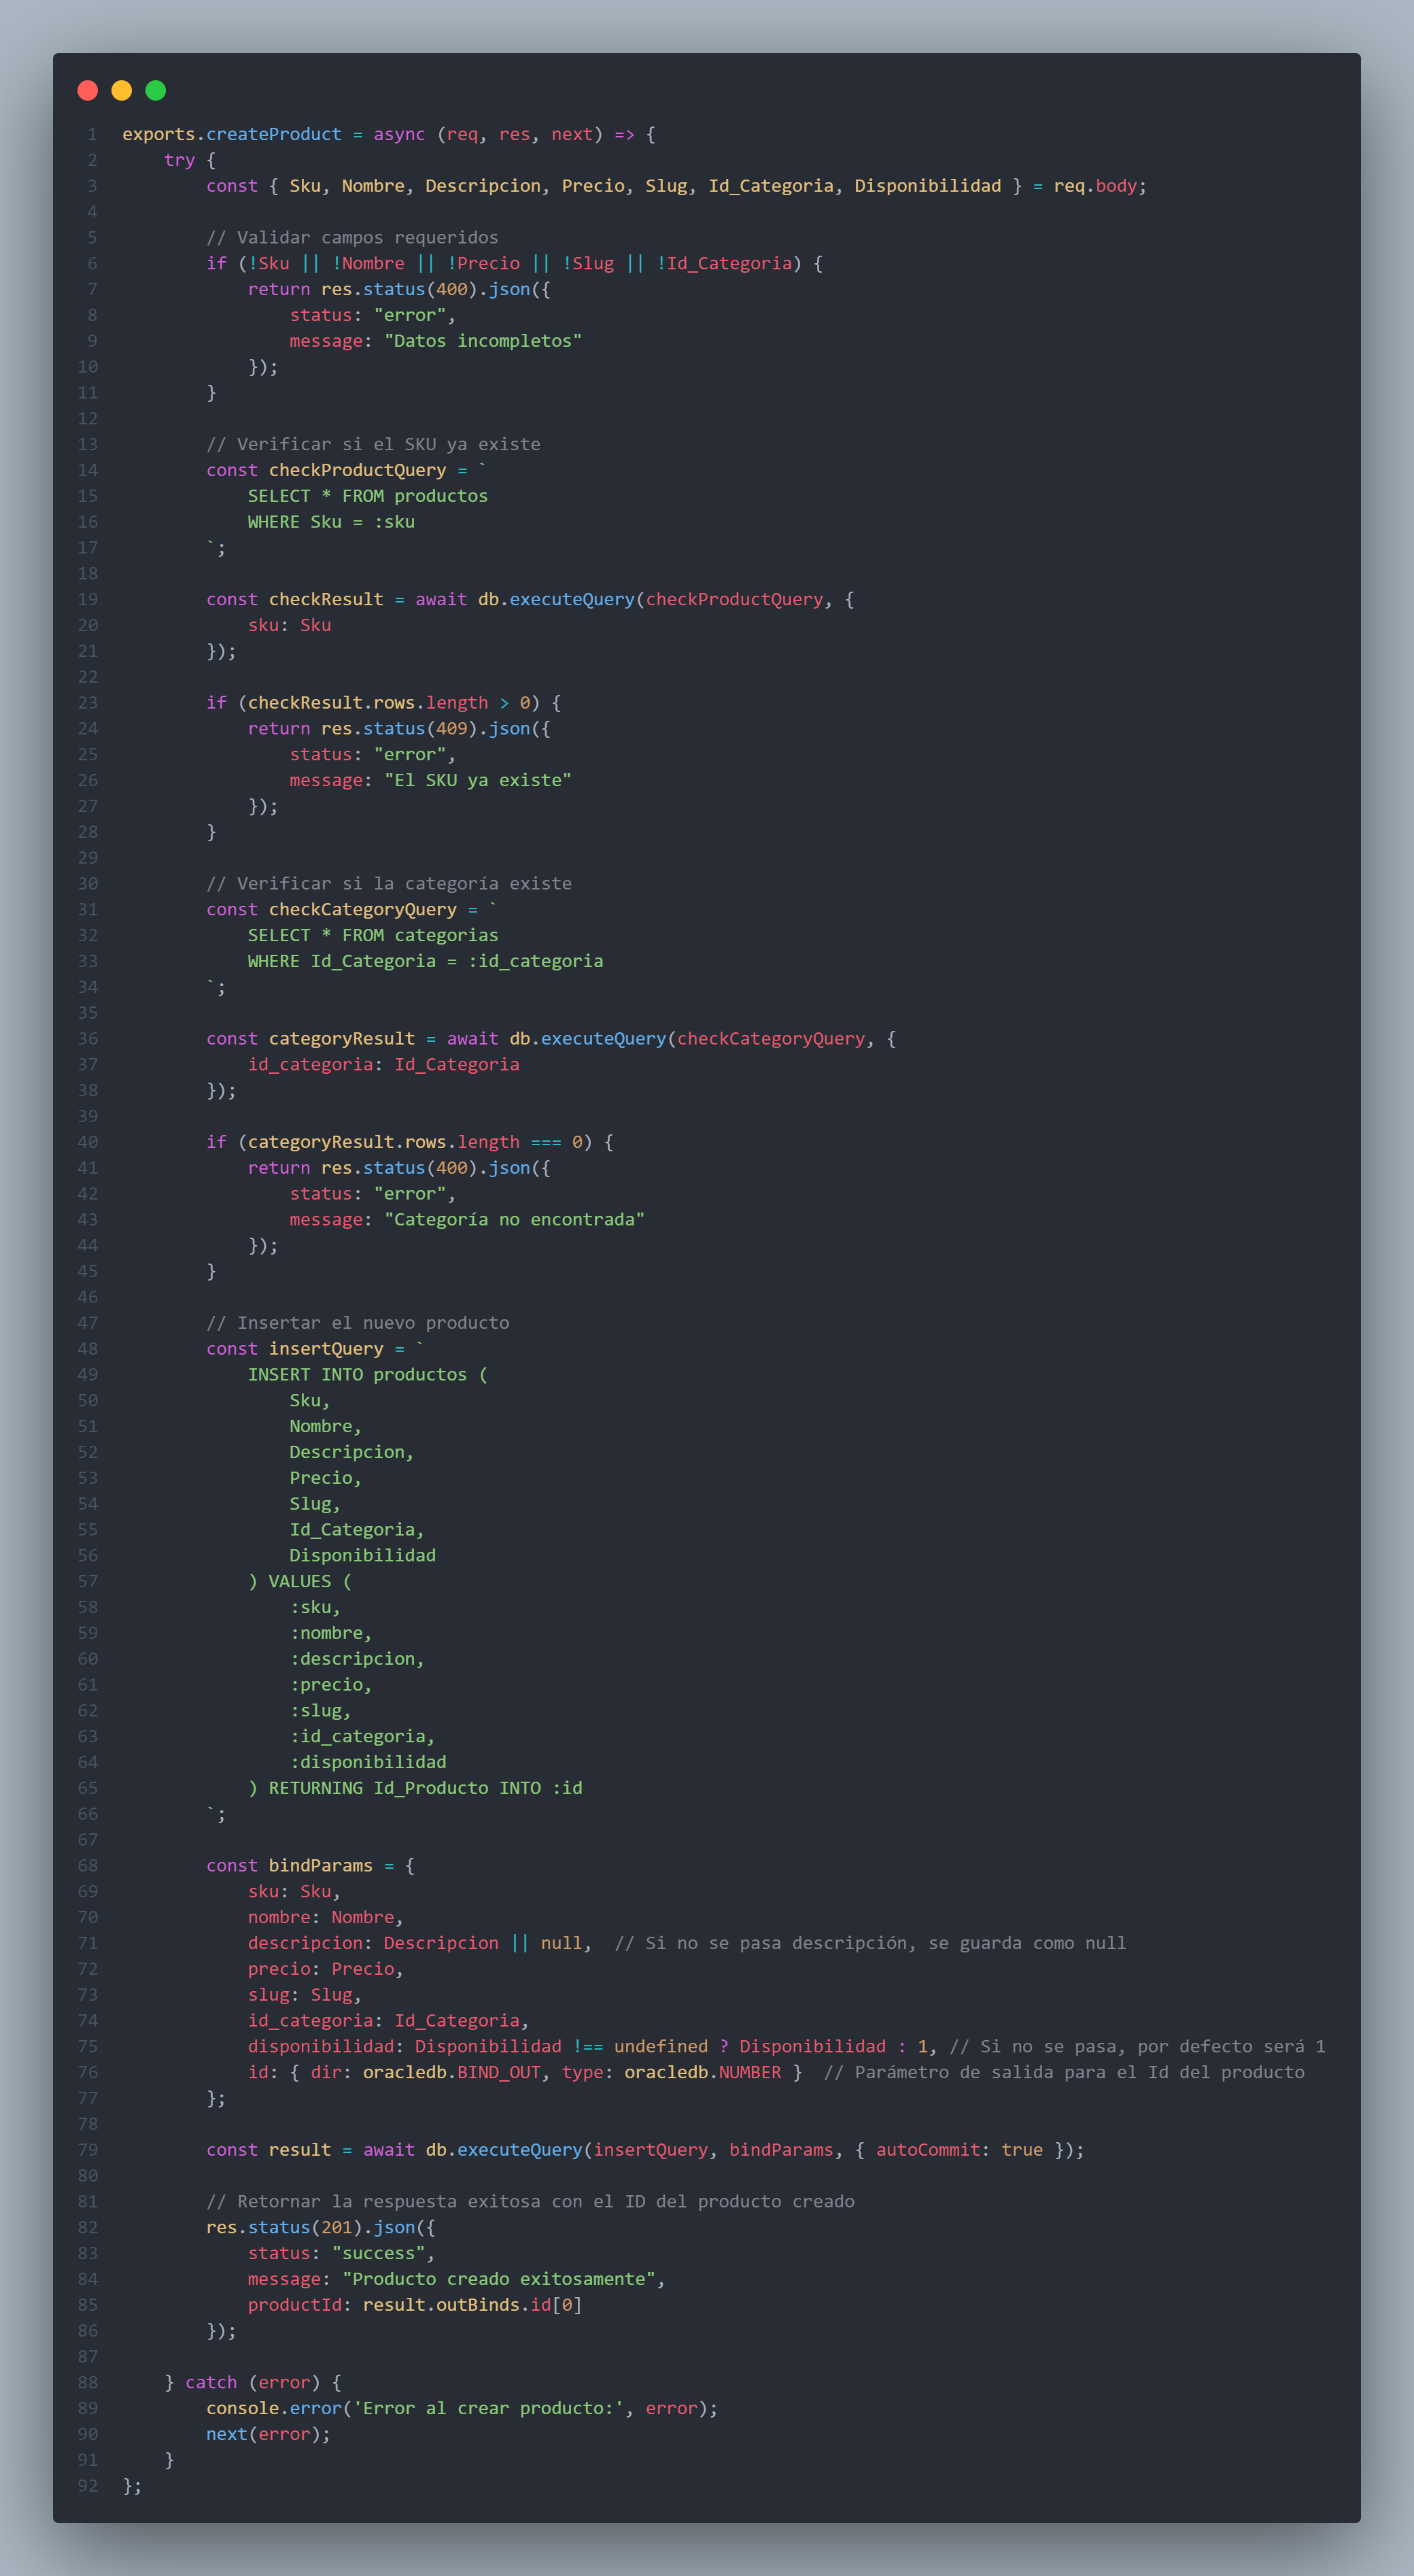 1 exports.createProduct = async (req, res, next) => {
2     try {
3         const { Sku, Nombre, Descripcion, Precio, Slug, Id_Categoria, Disponibilidad } = req.body;
4
5         // Validar campos requeridos
6         if (!Sku || !Nombre || !Precio || !Slug || !Id_Categoria) {
7             return res.status(400).json({
8                 status: "error",
9                 message: "Datos incompletos"
10             });
11         }
12
13         // Verificar si el SKU ya existe
14         const checkProductQuery = `
15             SELECT * FROM productos
16             WHERE Sku = :sku
17         `;
18
19         const checkResult = await db.executeQuery(checkProductQuery, {
20             sku: Sku
21         });
22
23         if (checkResult.rows.length > 0) {
24             return res.status(409).json({
25                 status: "error",
26                 message: "El SKU ya existe"
27             });
28         }
29
30         // Verificar si la categoría existe
31         const checkCategoryQuery = `
32             SELECT * FROM categorias
33             WHERE Id_Categoria = :id_categoria
34         `;
35
36         const categoryResult = await db.executeQuery(checkCategoryQuery, {
37             id_categoria: Id_Categoria
38         });
39
40         if (categoryResult.rows.length === 0) {
41             return res.status(400).json({
42                 status: "error",
43                 message: "Categoría no encontrada"
44             });
45         }
46
47         // Insertar el nuevo producto
48         const insertQuery = `
49             INSERT INTO productos (
50                 Sku,
51                 Nombre,
52                 Descripcion,
53                 Precio,
54                 Slug,
55                 Id_Categoria,
56                 Disponibilidad
57             ) VALUES (
58                 :sku,
59                 :nombre,
60                 :descripcion,
61                 :precio,
62                 :slug,
63                 :id_categoria,
64                 :disponibilidad
65             ) RETURNING Id_Producto INTO :id
66         `;
67
68         const bindParams = {
69             sku: Sku,
70             nombre: Nombre,
71             descripcion: Descripcion || null,  // Si no se pasa descripción, se guarda como null
72             precio: Precio,
73             slug: Slug,
74             id_categoria: Id_Categoria,
75             disponibilidad: Disponibilidad !== undefined ? Disponibilidad : 1, // Si no se pasa, por defecto será 1
76             id: { dir: oracledb.BIND_OUT, type: oracledb.NUMBER }  // Parámetro de salida para el Id del producto
77         };
78
79         const result = await db.executeQuery(insertQuery, bindParams, { autoCommit: true });
80
81         // Retornar la respuesta exitosa con el ID del producto creado
82         res.status(201).json({
83             status: "success",
84             message: "Producto creado exitosamente",
85             productId: result.outBinds.id[0]
86         });
87
88     } catch (error) {
89         console.error('Error al crear producto:', error);
90         next(error);
91     }
92 };